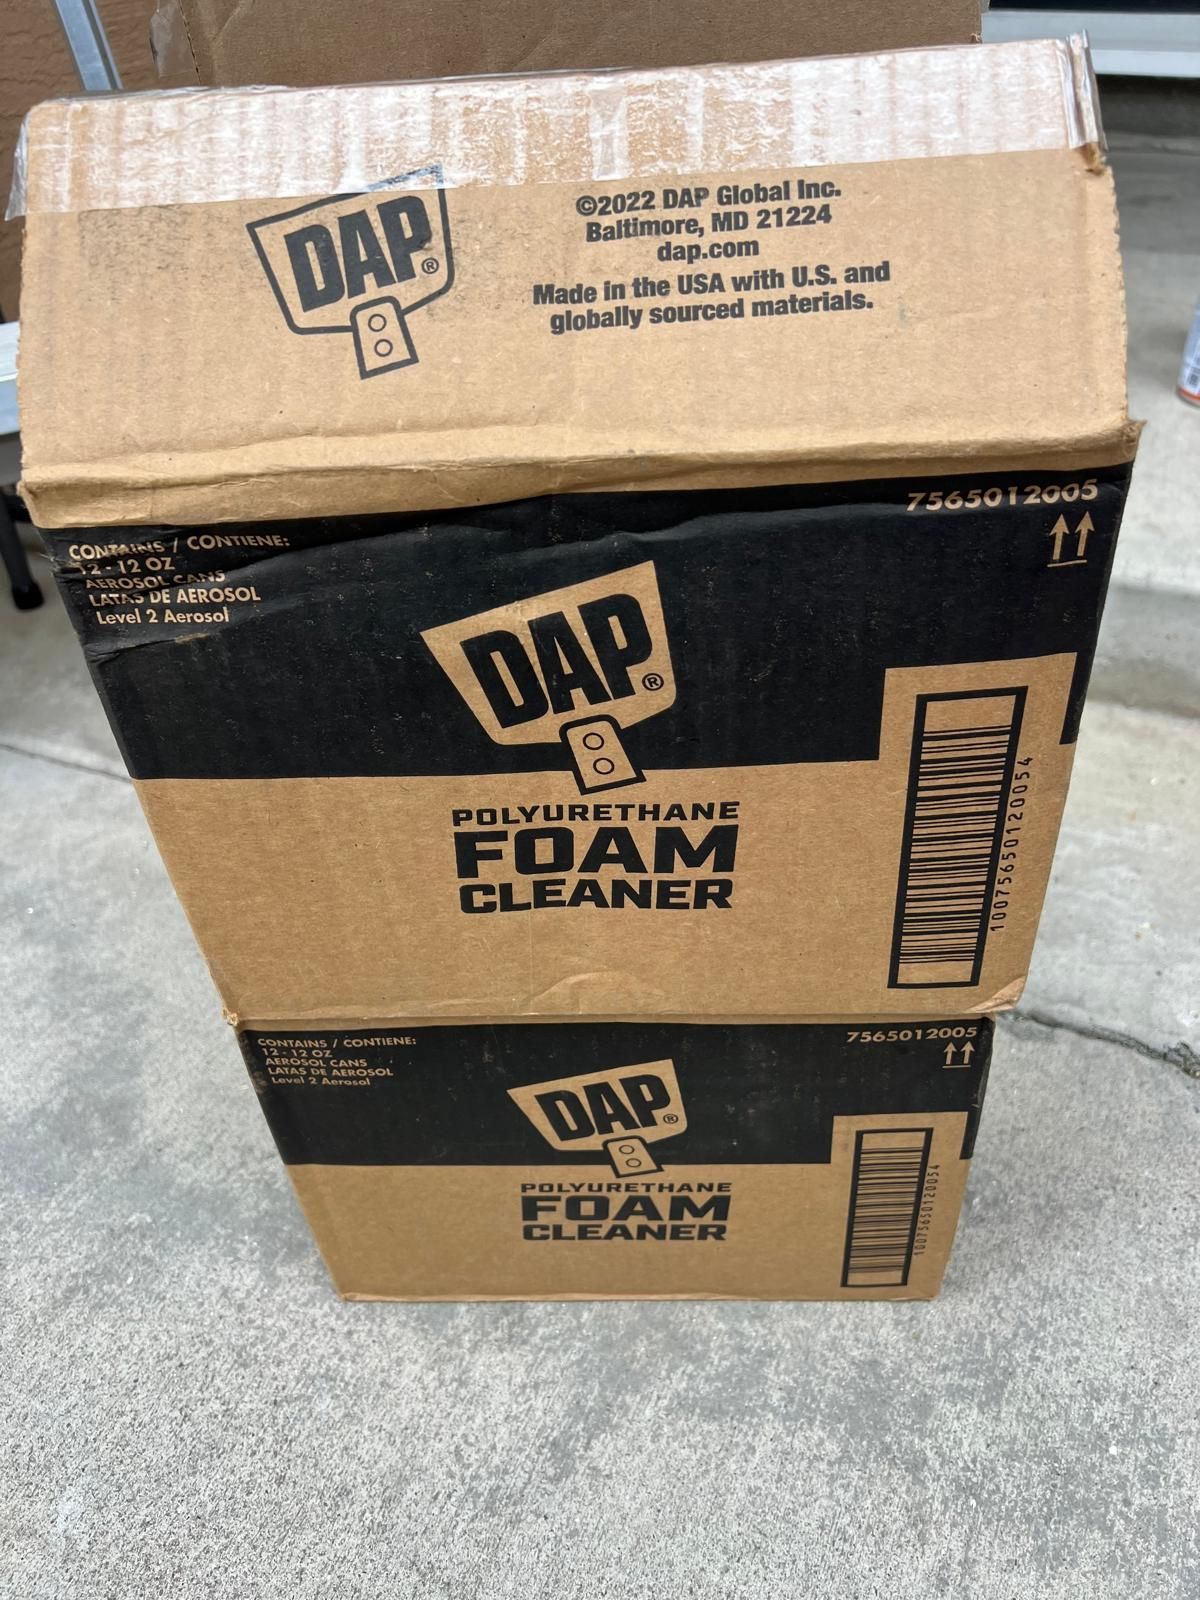 DAP®
©2022 DAP Global Inc.
Baltimore, MD 21224
dap.com
Made in the USA with U.S. and
globally sourced materials.
7565012005
CONTAINS / CONTIENE:
12 - 12 OZ
AEROSOL CANS
LATAS DE AEROSOL
Level 2 Aerosol
DAP®
POLYURETHANE
FOAM
CLEANER
10075650120054
CONTAINS / CONTIENE:
12 - 12 OZ
AEROSOL CANS
LATAS DE AEROSOL
Level 2 Aerosol
7565012005
DAP®
POLYURETHANE
FOAM
CLEANER
10075650120054